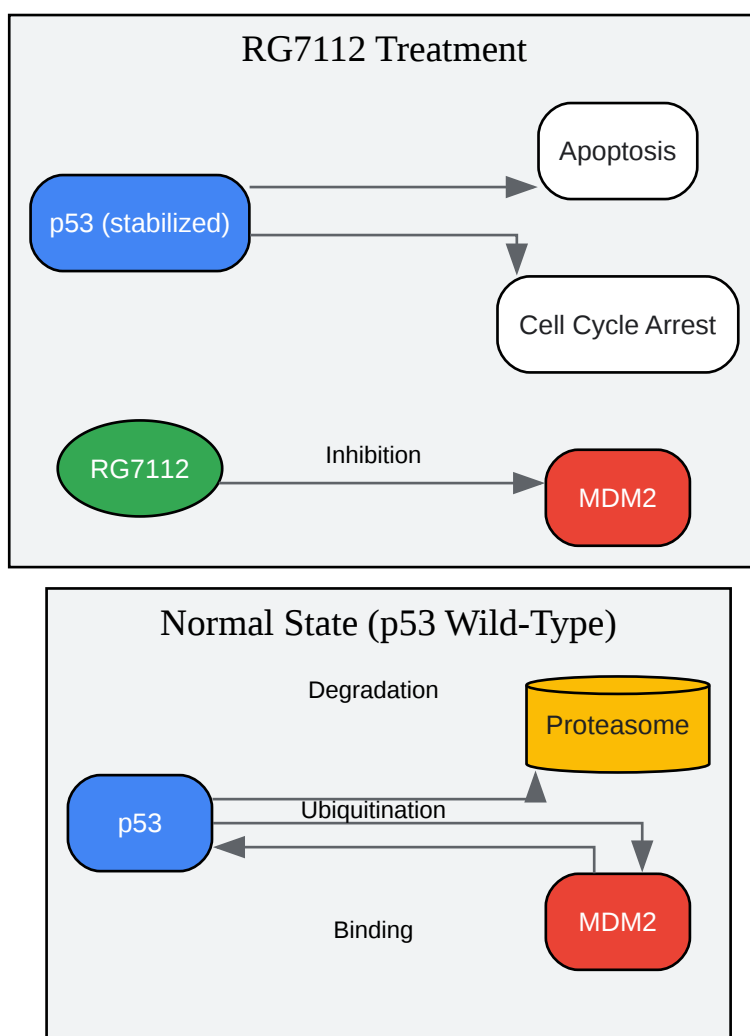 RG7112 Treatment
Apoptosis
p53 (stabilized)
Cell Cycle Arrest
Inhibition
RG7112
MDM2
Normal State (p53 Wild-Type)
Degradation
Proteasome
Ubiquitination
p53
MDM2
Binding